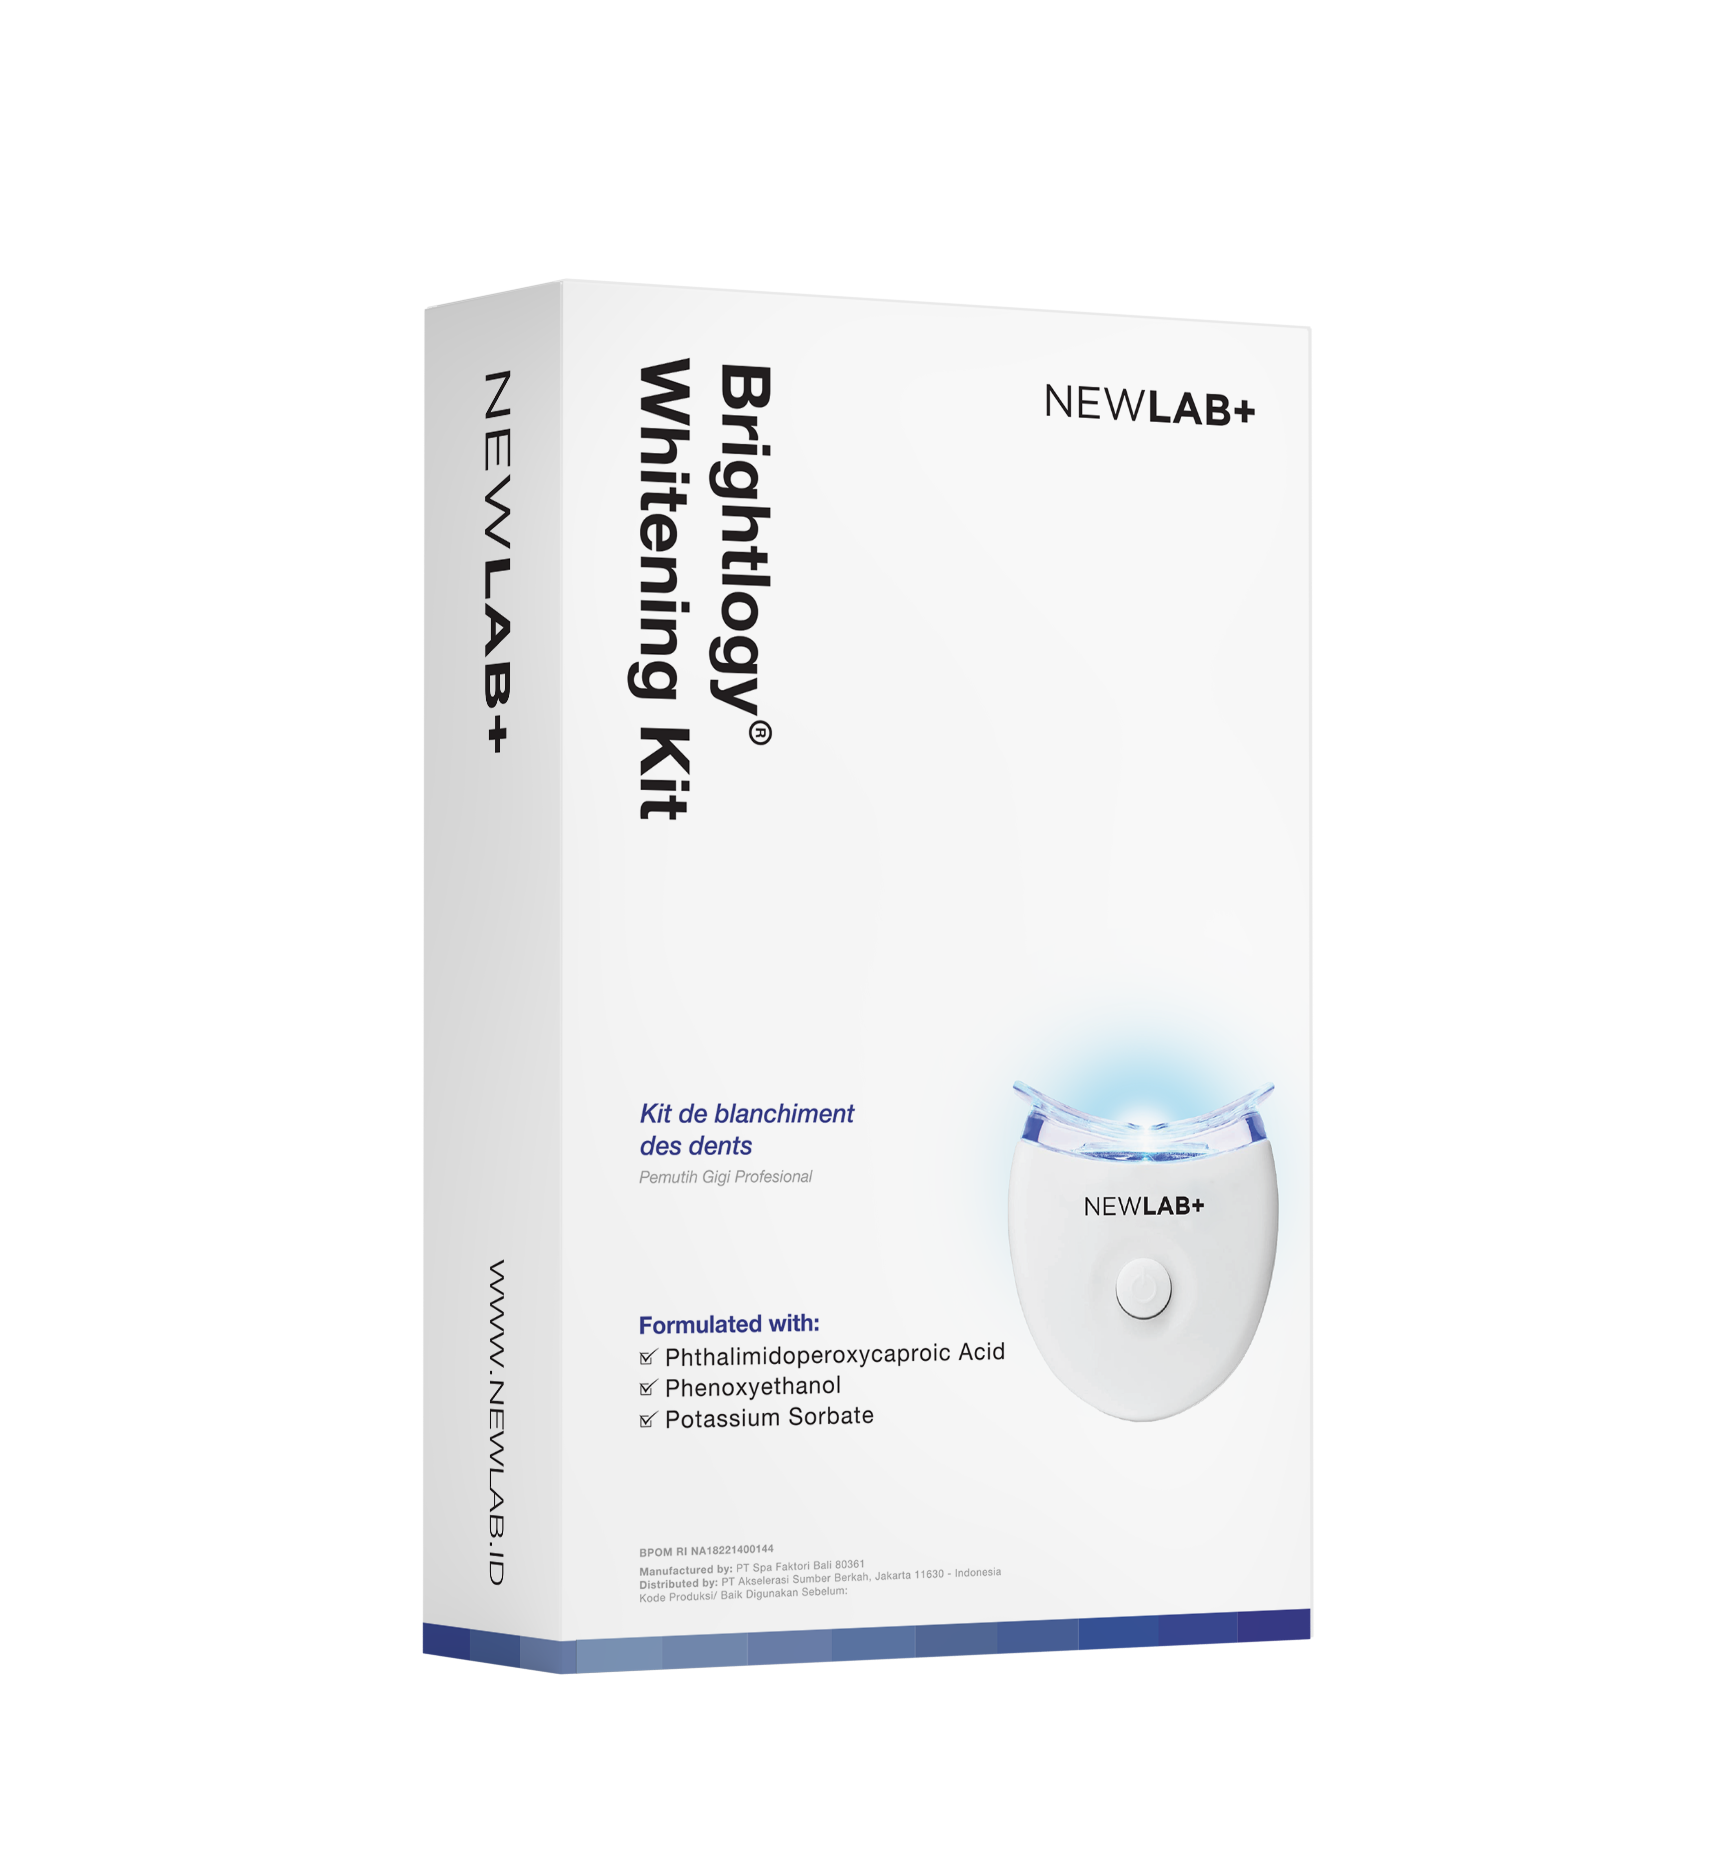 NEWLAB+
WWW.NEWLAB.ID
NEWLAB+
Brightlogy®
Whitening Kit
Kit de blanchiment
des dents
Pemutih Gigi Profesional
NEWLAB+
Formulated with:
Phthalimidoperoxycaproic Acid
Phenoxyethanol
Potassium Sorbate
BPOM RI NA18221400144
Manufactured by: PT Spa Faktori Bali 80361
Distributed by: PT Akselerasi Sumber Berkah, Jakarta 11630 - Indonesia
Kode Produksi/ Baik Digunakan Sebelum: